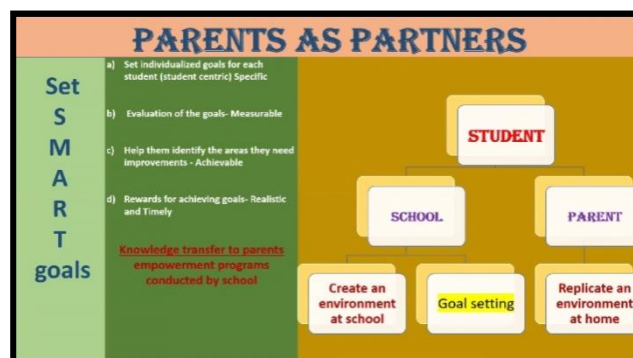 PARENTS AS PARTNERS
Set
S
M
A
R
T
goals
a) Set individualized goals for each
student (student centric) Specific
b) Evaluation of the goals- Measurable
c) Help them identify the areas they need
improvements - Achievable
d) Rewards for achieving goals- Realistic
and Timely
Knowledge transfer to parents
empowerment programs
conducted by school
STUDENT
SCHOOL
PARENT
Create an
environment
at school
Goal setting
Replicate an
environment
at home